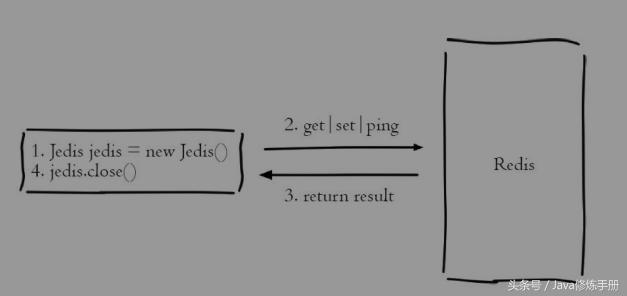 1. Jedis jedis = new Jedis()
4. jedis.close()
2. get|set|ping
3. return result
Redis
头条号 / Java修炼手册